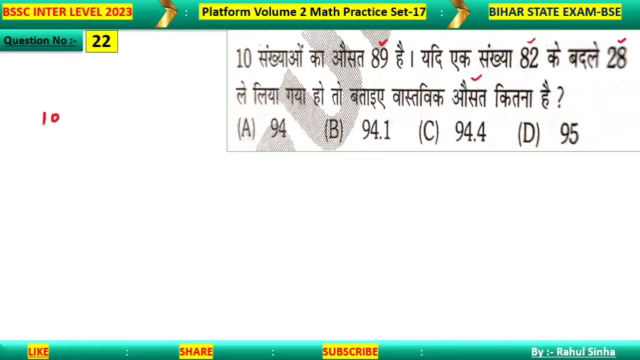 BSSC INTER LEVEL 2023 : Platform Volume 2 Math Practice Set-17 : BIHAR STATE EXAM-BSE
Question No :- 22
10 संख्याओं का औसत 89 है। यदि एक संख्या 82 के बदले 28
ले लिया गया हो तो बताइए वास्तविक औसत कितना है ?
(A) 94 (B) 94.1 (C) 94.4 (D) 95
10
LIKE : SHARE : SUBSCRIBE : By :- Rahul Sinha